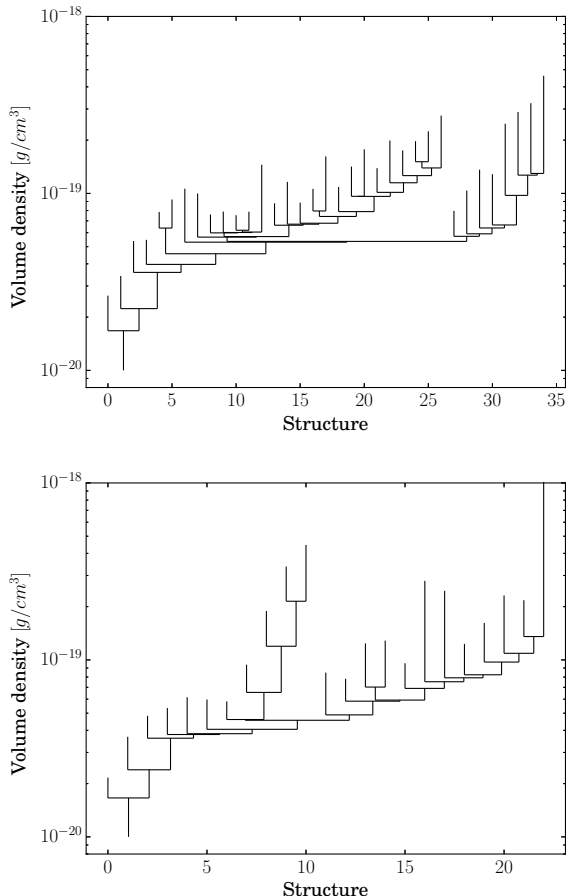 10^{-18}
10^{-19}
10^{-20}
Volume density [g/cm^3]
0 5 10 15 20 25 30 35
Structure
10^{-18}
10^{-19}
10^{-20}
Volume density [g/cm^3]
0 5 10 15 20
Structure